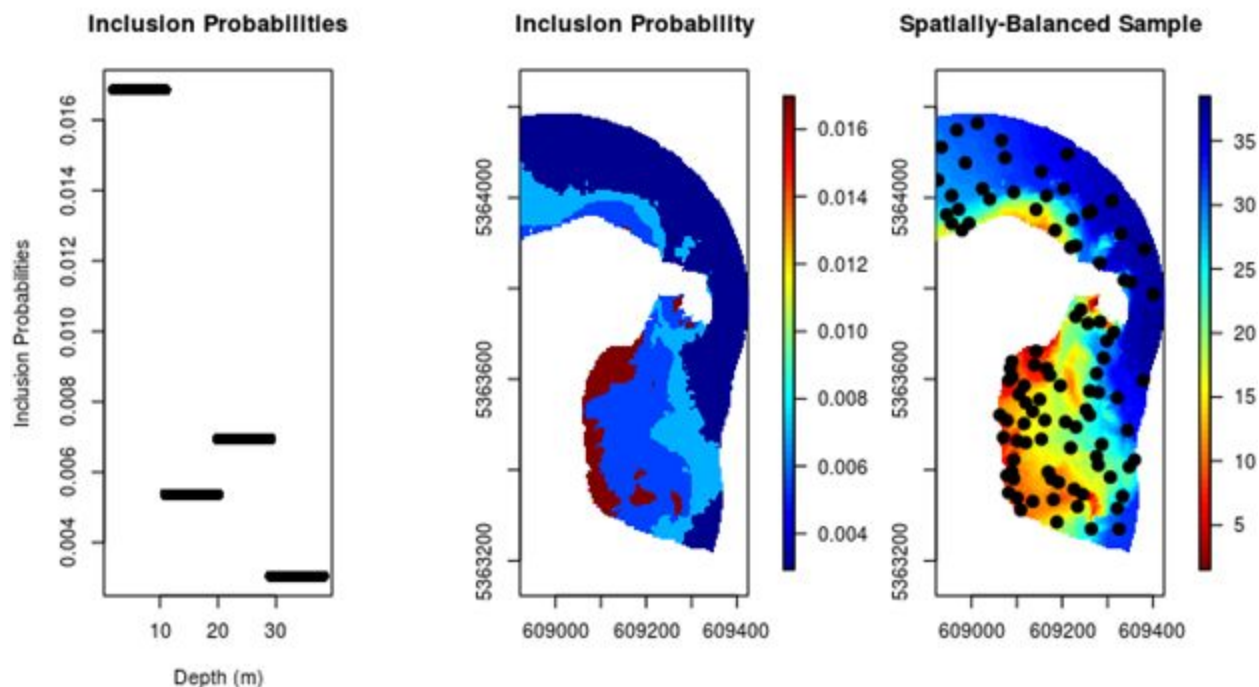 Inclusion Probabilities
Inclusion Probabilities
0.004 0.006 0.008 0.010 0.012 0.014 0.016
10 20 30
Depth (m)
Inclusion Probability
5363200 5363600 5364000
609000 609200 609400
0.016
0.014
0.012
0.010
0.008
0.006
0.004
Spatially-Balanced Sample
5363200 5363600 5364000
609000 609200 609400
35
30
25
20
15
10
5